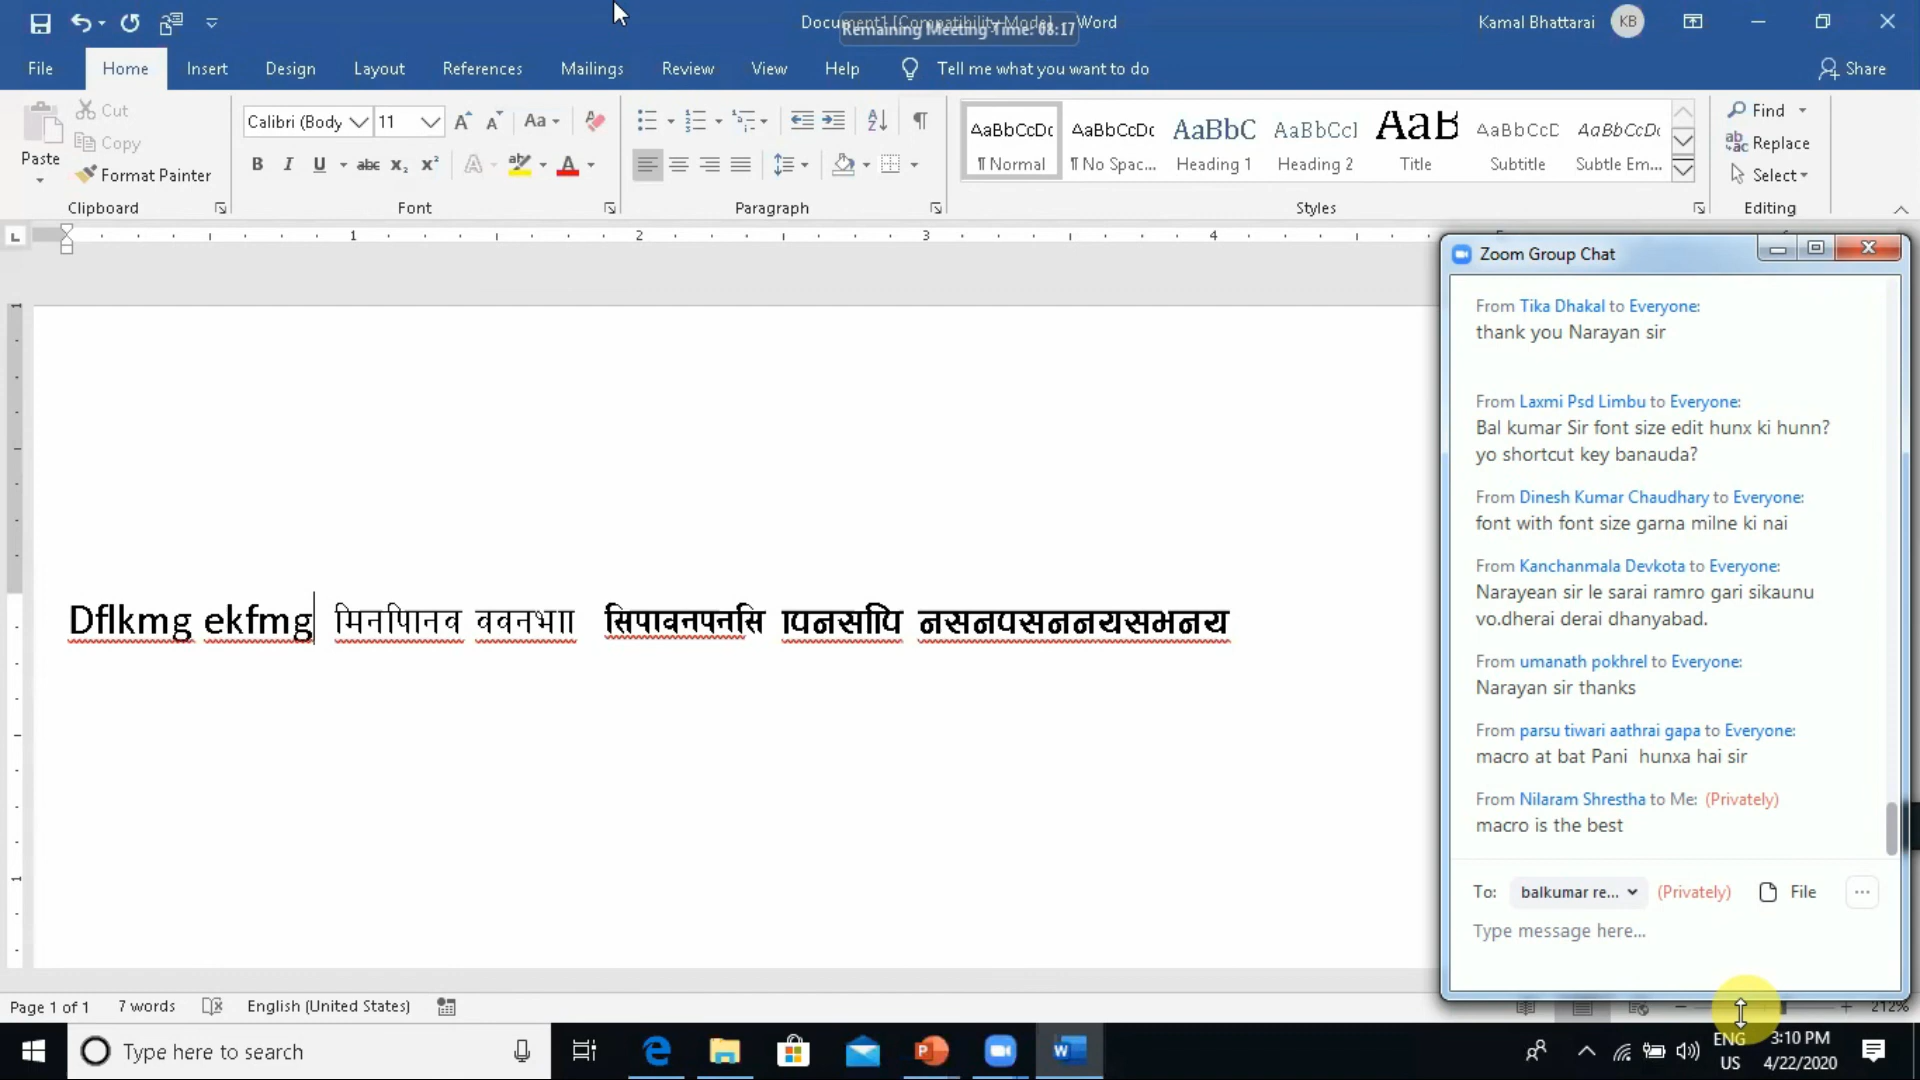 Document1 [Compatibility Mode] - Word
Remaining Meeting Time: 08:17
Kamal Bhattarai KB
File Home Insert Design Layout References Mailings Review View Help Tell me what you want to do Share
Paste
Cut
Copy
Format Painter
Clipboard
Calibri (Body 11
Aa
B I U abc x₂ x² A A
Font
Paragraph
AaBbCcDc AaBbCcDc AaBbC AaBbCcI AaB AaBbCcD AaBbCcDc
¶ Normal ¶ No Spac... Heading 1 Heading 2 Title Subtitle Subtle Em...
Styles
Find
Replace
Select
Editing
L
1 2 3 4
1
Dflkmg ekfmg मिनपिानव ववनभाा सिपावनपनसि ापनसापि नसनपसननयसभनय
1
Zoom Group Chat
From Tika Dhakal to Everyone:
thank you Narayan sir
From Laxmi Psd Limbu to Everyone:
Bal kumar Sir font size edit hunx ki hunn?
yo shortcut key banauda?
From Dinesh Kumar Chaudhary to Everyone:
font with font size garna milne ki nai
From Kanchanmala Devkota to Everyone:
Narayean sir le sarai ramro gari sikaunu
vo.dherai derai dhanyabad.
From umanath pokhrel to Everyone:
Narayan sir thanks
From parsu tiwari aathrai gapa to Everyone:
macro at bat Pani hunxa hai sir
From Nilaram Shrestha to Me: (Privately)
macro is the best
To: balkumar re... (Privately) File ...
Type message here...
Page 1 of 1 7 words English (United States) 212%
Type here to search
ENG
US
3:10 PM
4/22/2020